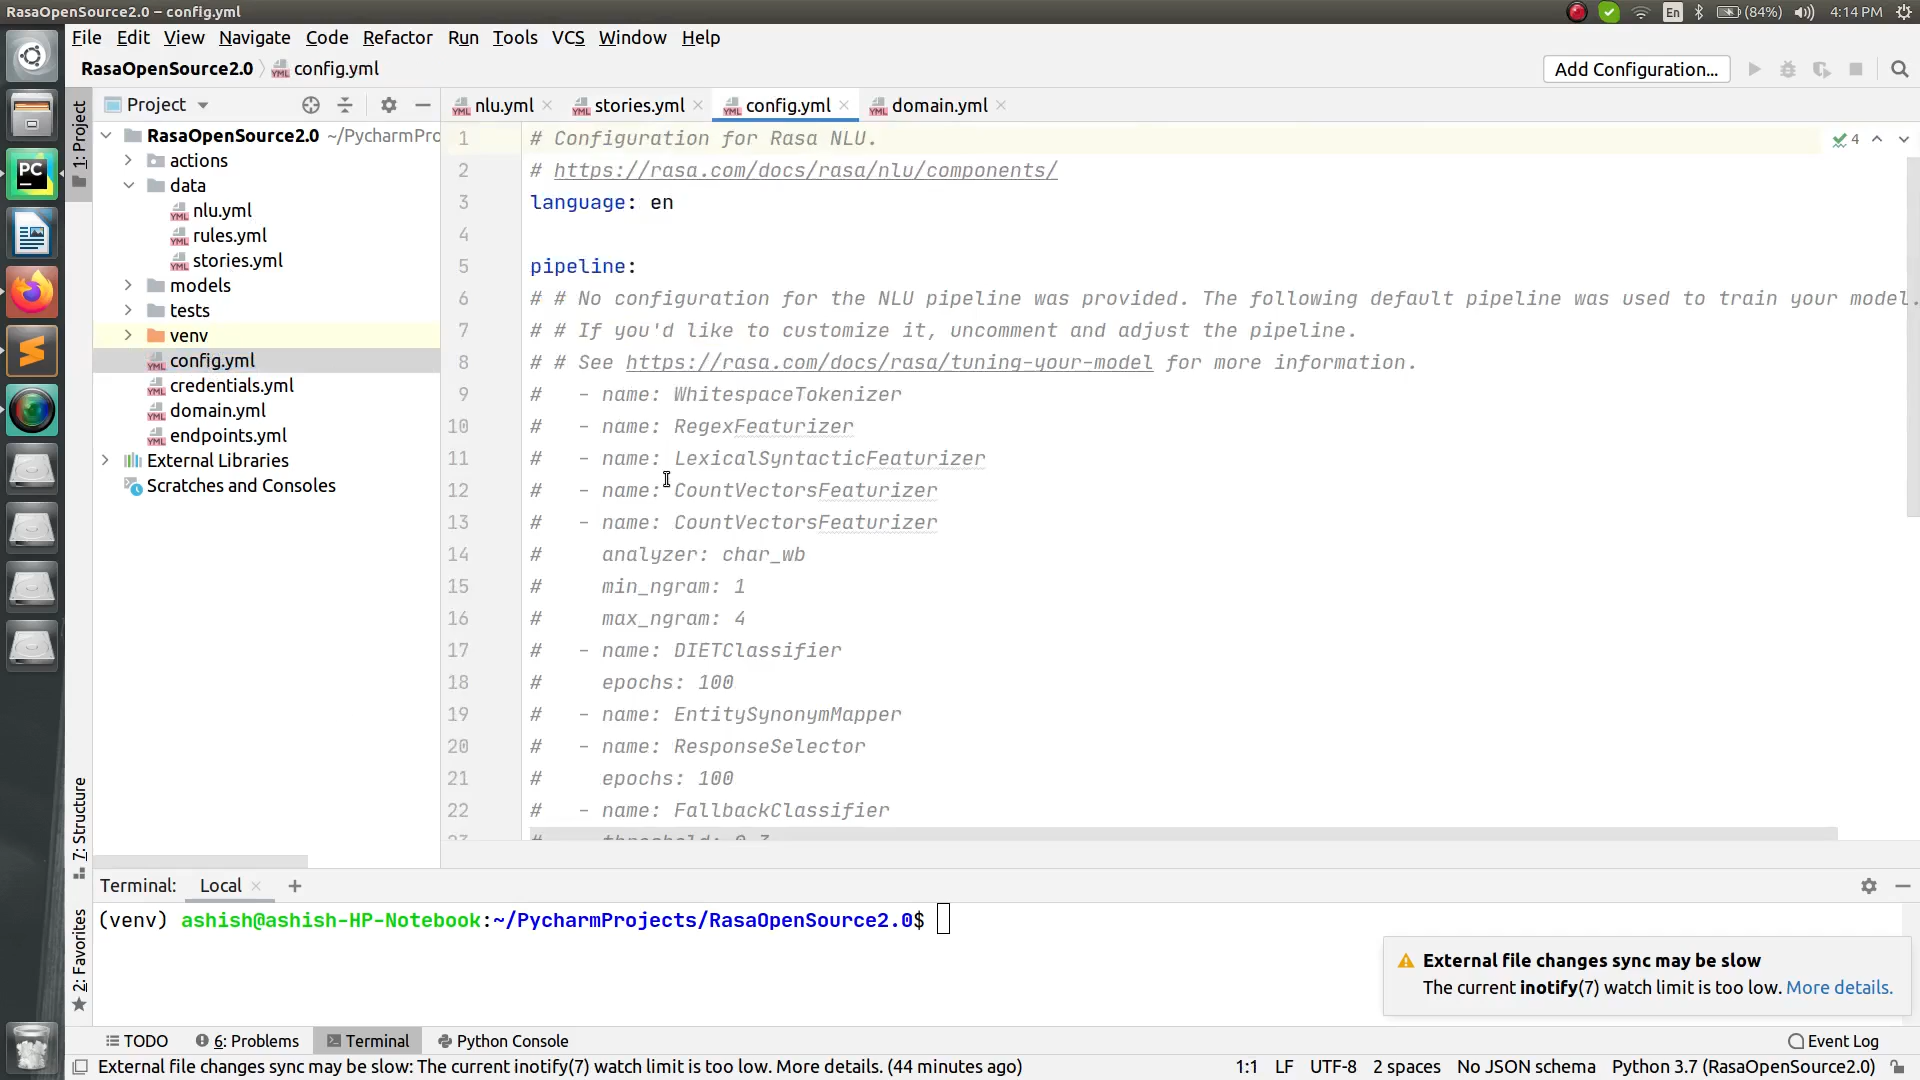 RasaOpenSource2.0 – config.yml
En
(84%)
4:14 PM
File Edit View Navigate Code Refactor Run Tools VCS Window Help
RasaOpenSource2.0 config.yml
Add Configuration...
1: Project
Project
nlu.yml stories.yml config.yml domain.yml
RasaOpenSource2.0 ~/PycharmPro
actions
data
nlu.yml
rules.yml
stories.yml
models
tests
venv
config.yml
credentials.yml
domain.yml
endpoints.yml
External Libraries
Scratches and Consoles
4
1 # Configuration for Rasa NLU.
2 # https://rasa.com/docs/rasa/nlu/components/
3 language: en
4
5 pipeline:
6 # # No configuration for the NLU pipeline was provided. The following default pipeline was used to train your model.
7 # # If you'd like to customize it, uncomment and adjust the pipeline.
8 # # See https://rasa.com/docs/rasa/tuning-your-model for more information.
9 #   - name: WhitespaceTokenizer
10 #   - name: RegexFeaturizer
11 #   - name: LexicalSyntacticFeaturizer
12 #   - name: CountVectorsFeaturizer
13 #   - name: CountVectorsFeaturizer
14 #     analyzer: char_wb
15 #     min_ngram: 1
16 #     max_ngram: 4
17 #   - name: DIETClassifier
18 #     epochs: 100
19 #   - name: EntitySynonymMapper
20 #   - name: ResponseSelector
21 #     epochs: 100
22 #   - name: FallbackClassifier
23 #     threshold: 0.3
7: Structure
2: Favorites
Terminal: Local
(venv) ashish@ashish-HP-Notebook:~/PycharmProjects/RasaOpenSource2.0$
External file changes sync may be slow
The current inotify(7) watch limit is too low. More details.
TODO 6: Problems Terminal Python Console Event Log
External file changes sync may be slow: The current inotify(7) watch limit is too low. More details. (44 minutes ago) 1:1 LF UTF-8 2 spaces No JSON schema Python 3.7 (RasaOpenSource2.0)